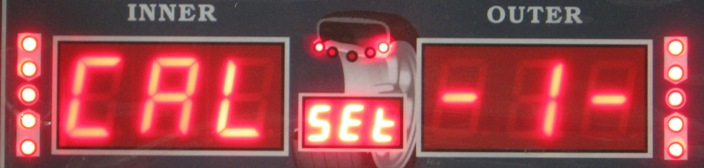 INNER OUTER
CAL SEt - 1 -